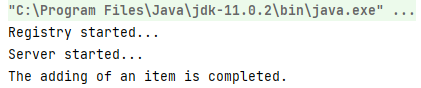 "C:\Program Files\Java\jdk-11.0.2\bin\java.exe" ...
Registry started...
Server started...
The adding of an item is completed.